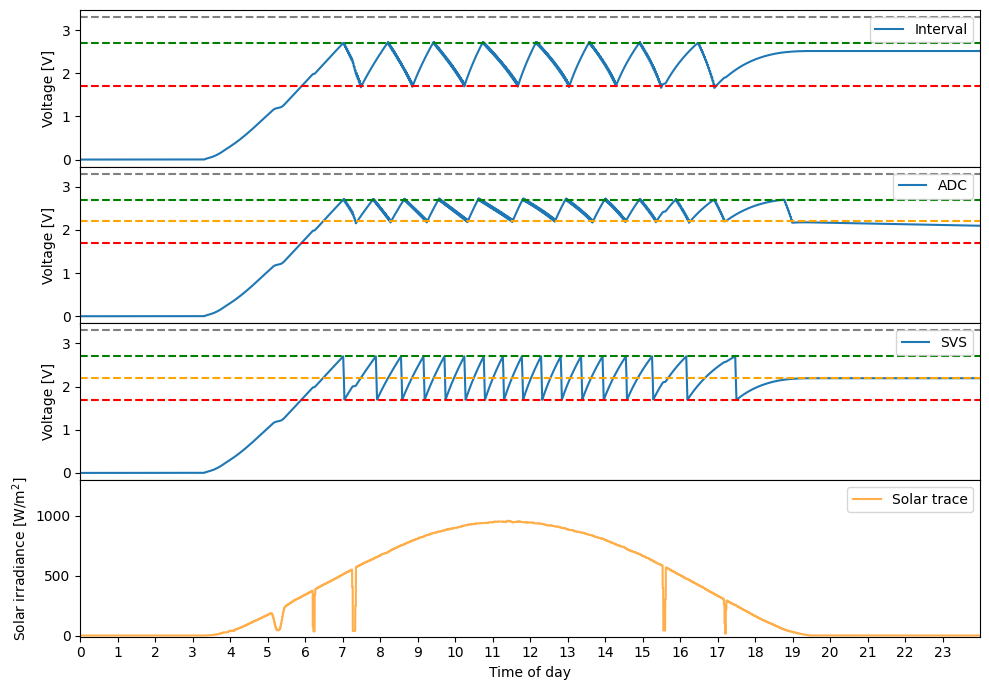 Voltage [V]
3
2
1
0
Interval
Voltage [V]
3
2
1
0
ADC
Voltage [V]
3
2
1
0
SVS
Solar irradiance [W/m²]
1000
500
0
Solar trace
0 1 2 3 4 5 6 7 8 9 10 11 12 13 14 15 16 17 18 19 20 21 22 23
Time of day